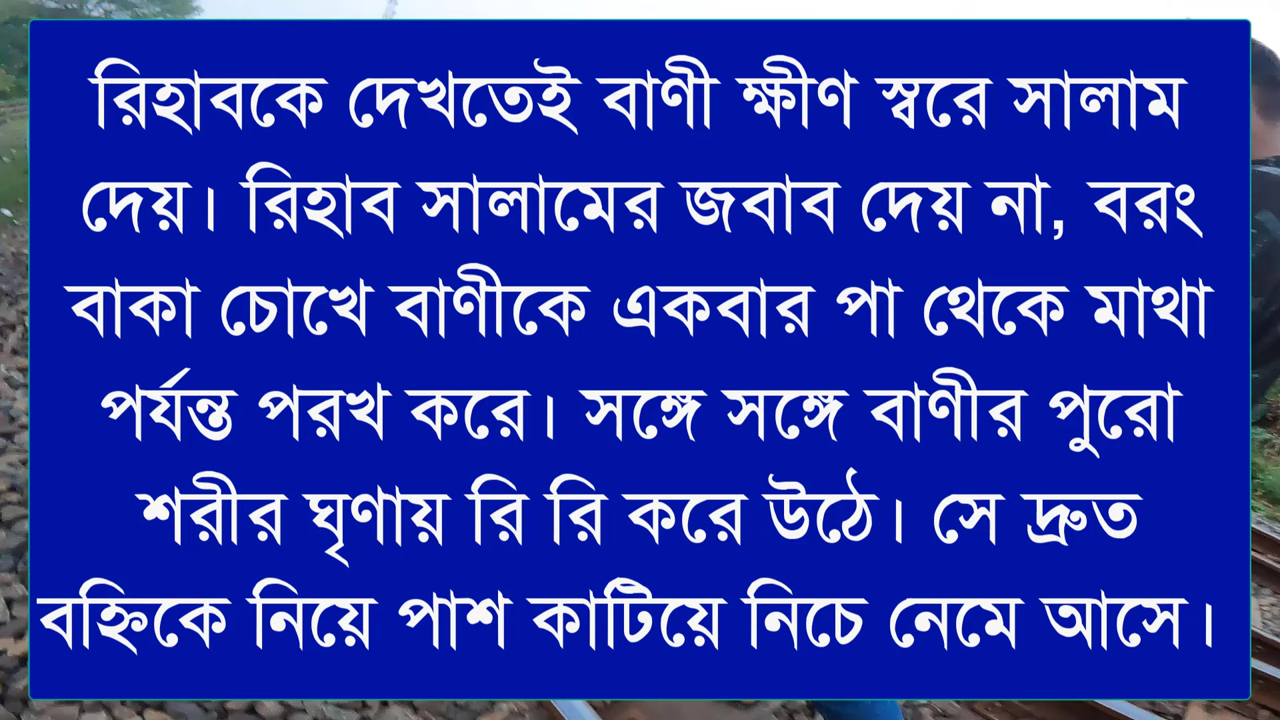 রিহাবকে দেখতেই বাণী ক্ষীণ স্বরে সালাম
দেয়। রিহাব সালামের জবাব দেয় না, বরং
বাকা চোখে বাণীকে একবার পা থেকে মাথা
পর্যন্ত পরখ করে। সঙ্গে সঙ্গে বাণীর পুরো
শরীর ঘৃণায় রি রি করে উঠে। সে দ্রুত
বহ্নিকে নিয়ে পাশ কাটিয়ে নিচে নেমে আসে।